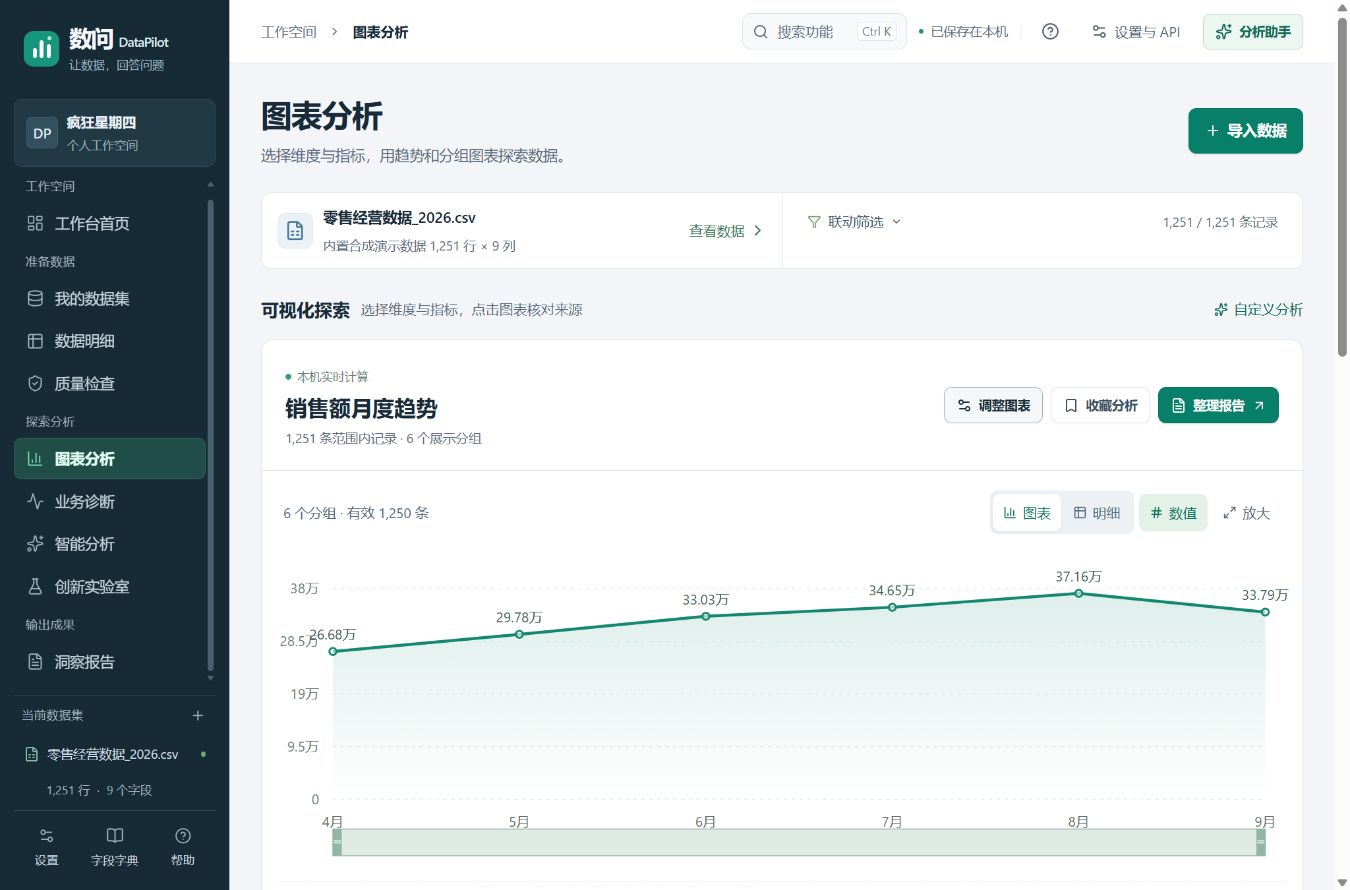 数问 DataPilot
让数据，回答问题
DP
疯狂星期四
个人工作空间
工作空间
工作台首页
准备数据
我的数据集
数据明细
质量检查
探索分析
图表分析
业务诊断
智能分析
创新实验室
输出成果
洞察报告
当前数据集
零售经营数据_2026.csv
1,251 行 · 9 个字段
设置
字段字典
帮助
工作空间 > 图表分析
搜索功能 Ctrl K
已保存在本机
设置与 API
分析助手
图表分析
选择维度与指标，用趋势和分组图表探索数据。
导入数据
零售经营数据_2026.csv
内置合成演示数据 1,251 行 × 9 列
查看数据
联动筛选
1,251 / 1,251 条记录
可视化探索 选择维度与指标，点击图表核对来源
自定义分析
本机实时计算
销售额月度趋势
1,251 条范围内记录 · 6 个展示分组
调整图表
收藏分析
整理报告
6 个分组 · 有效 1,250 条
图表
明细
数值
放大
38万
28.5万
19万
9.5万
0
26.68万
29.78万
33.03万
34.65万
37.16万
33.79万
4月
5月
6月
7月
8月
9月